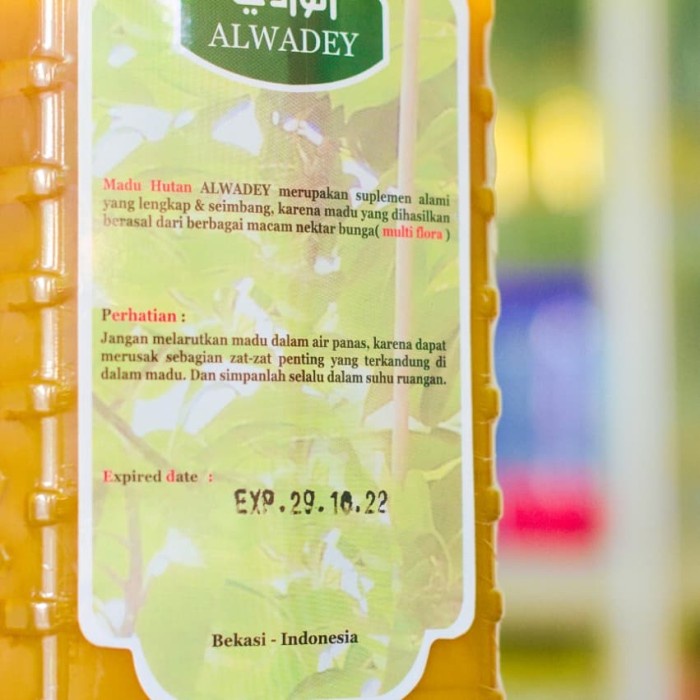 الوادي
ALWADEY
Madu Hutan ALWADEY merupakan suplemen alami
yang lengkap & seimbang, karena madu yang dihasilkan
berasal dari berbagai macam nektar bunga( multi flora )
Perhatian :
Jangan melarutkan madu dalam air panas, karena dapat
merusak sebagian zat-zat penting yang terkandung di
dalam madu. Dan simpanlah selalu dalam suhu ruangan.
Expired date :
EXP.29.10.22
Bekasi - Indonesia